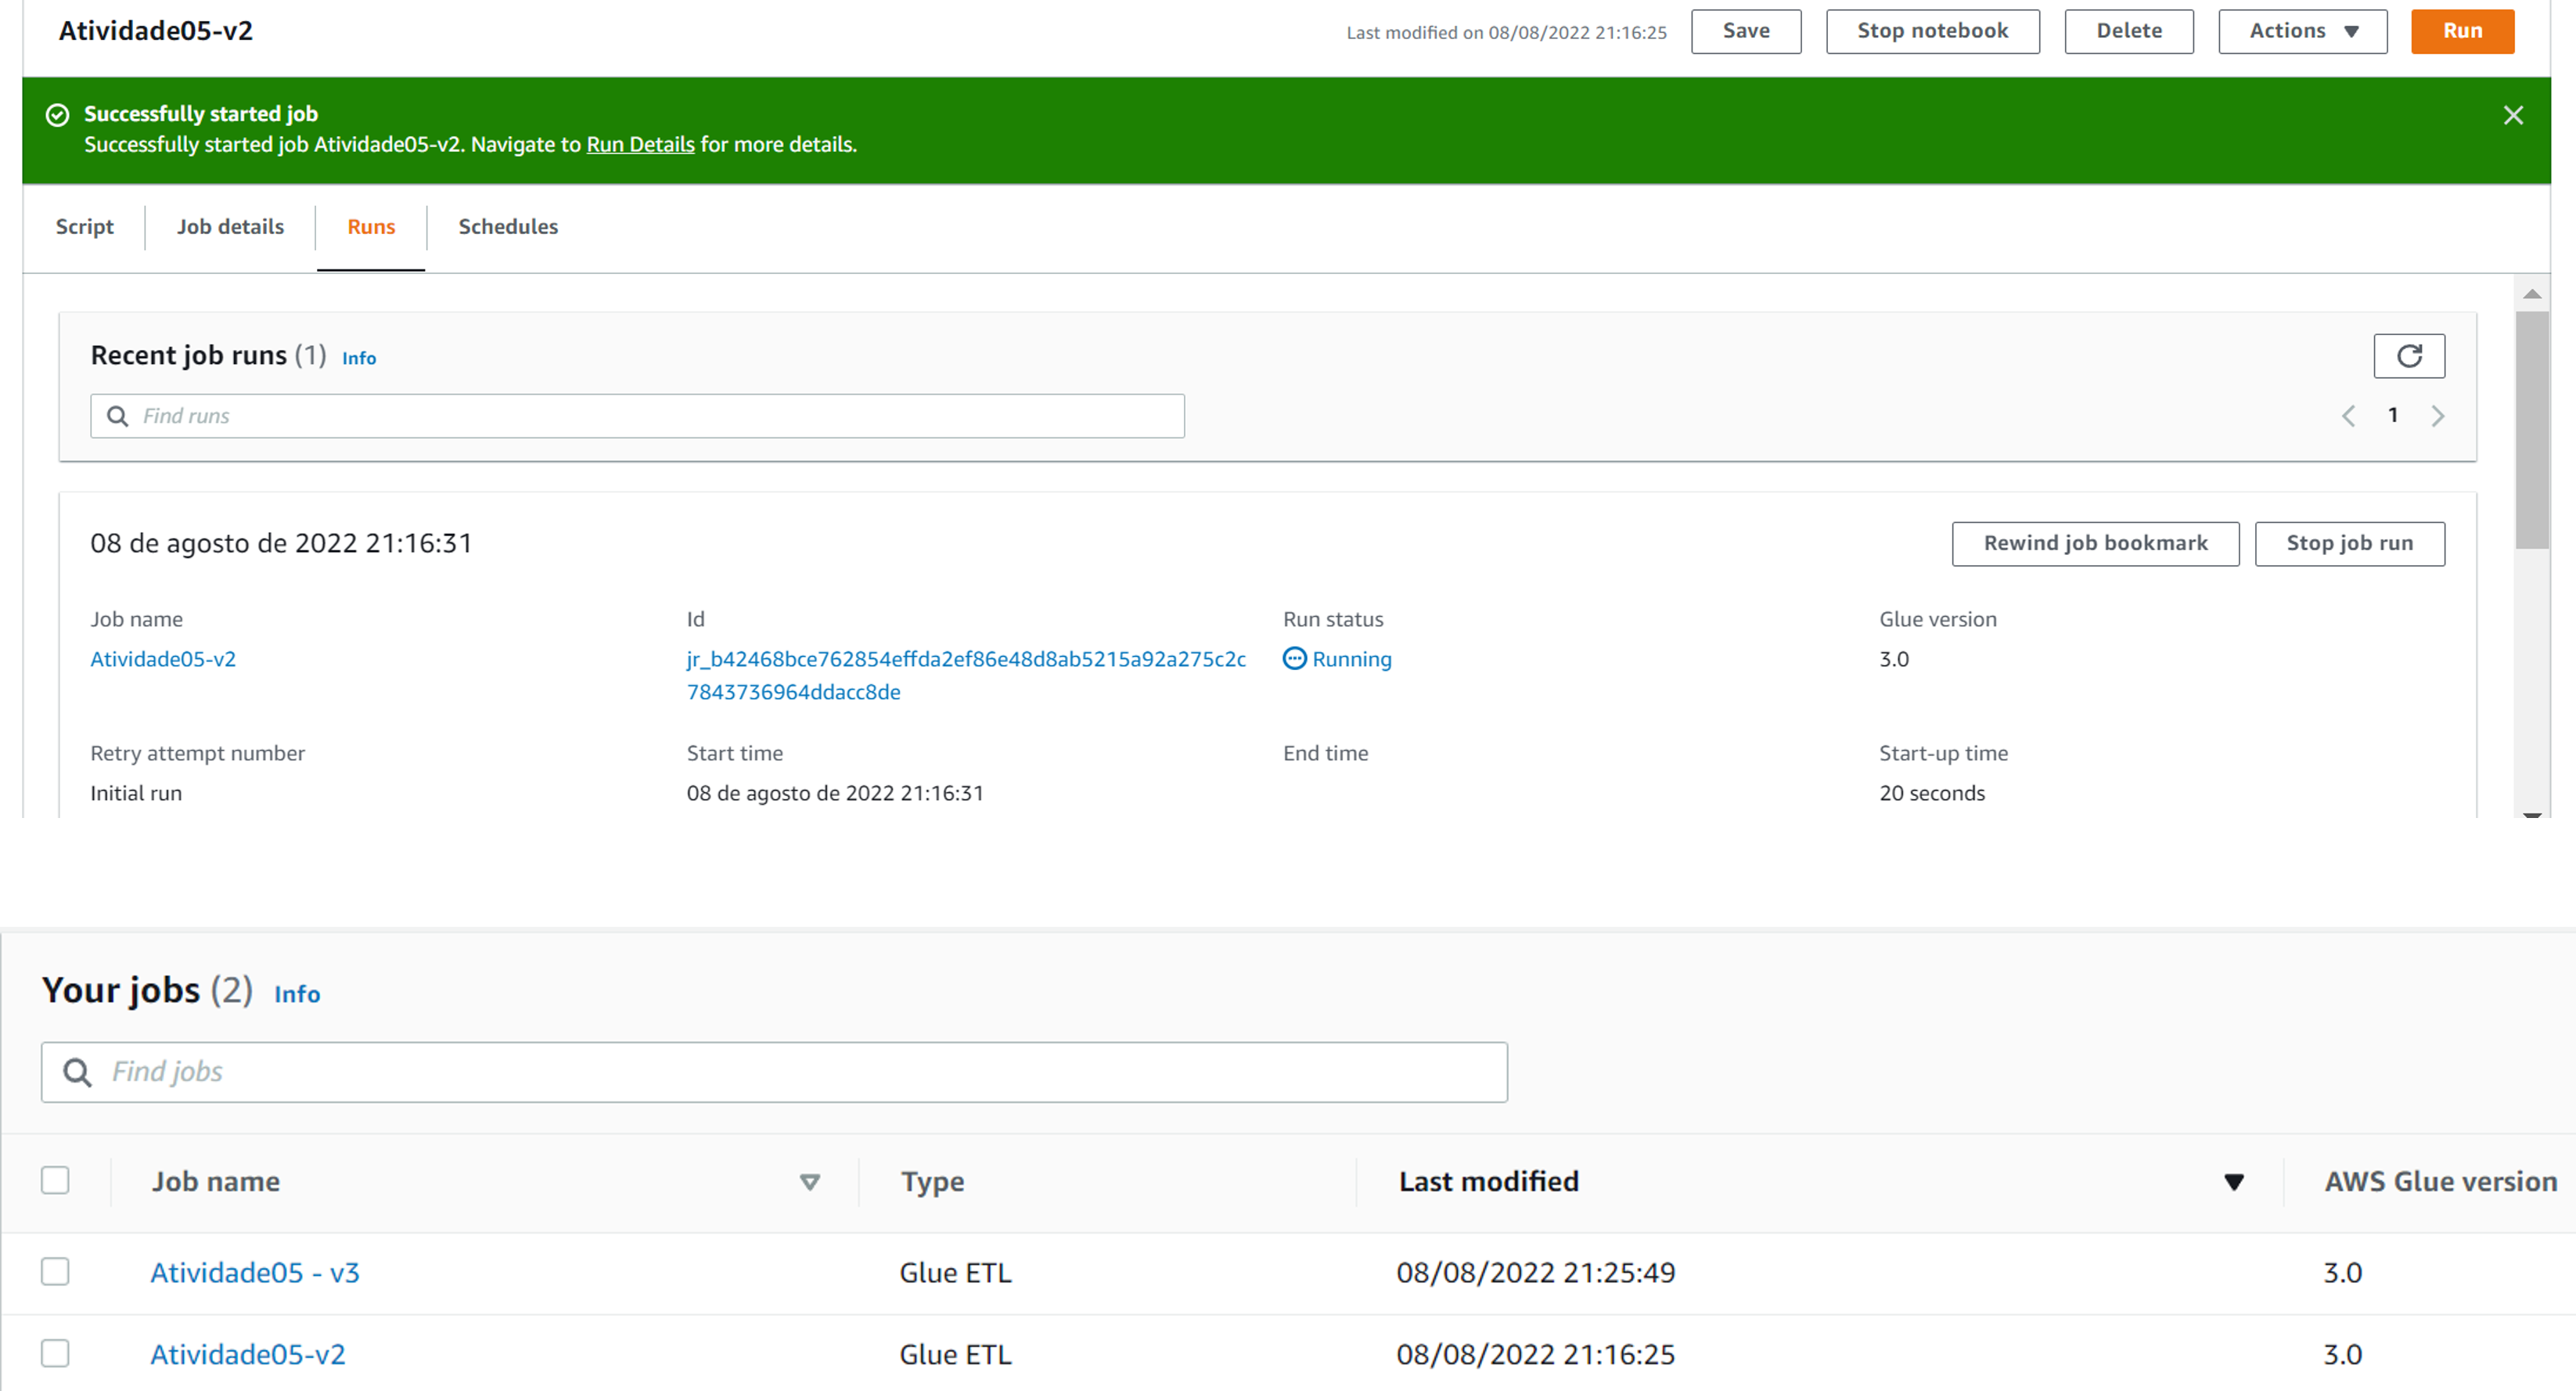 Atividade05-v2
Last modified on 08/08/2022 21:16:25
Save
Stop notebook
Delete
Actions
Run
Successfully started job
Successfully started job Atividade05-v2. Navigate to Run Details for more details.
Script
Job details
Runs
Schedules
Recent job runs (1) Info
Find runs
1
08 de agosto de 2022 21:16:31
Rewind job bookmark
Stop job run
Job name
Id
Run status
Glue version
Atividade05-v2
jr_b42468bce762854effda2ef86e48d8ab5215a92a275c2c
7843736964ddacc8de
Running
3.0
Retry attempt number
Start time
End time
Start-up time
Initial run
08 de agosto de 2022 21:16:31
20 seconds
Your jobs (2) Info
Find jobs
Job name
Type
Last modified
AWS Glue version
Atividade05 - v3
Glue ETL
08/08/2022 21:25:49
3.0
Atividade05-v2
Glue ETL
08/08/2022 21:16:25
3.0